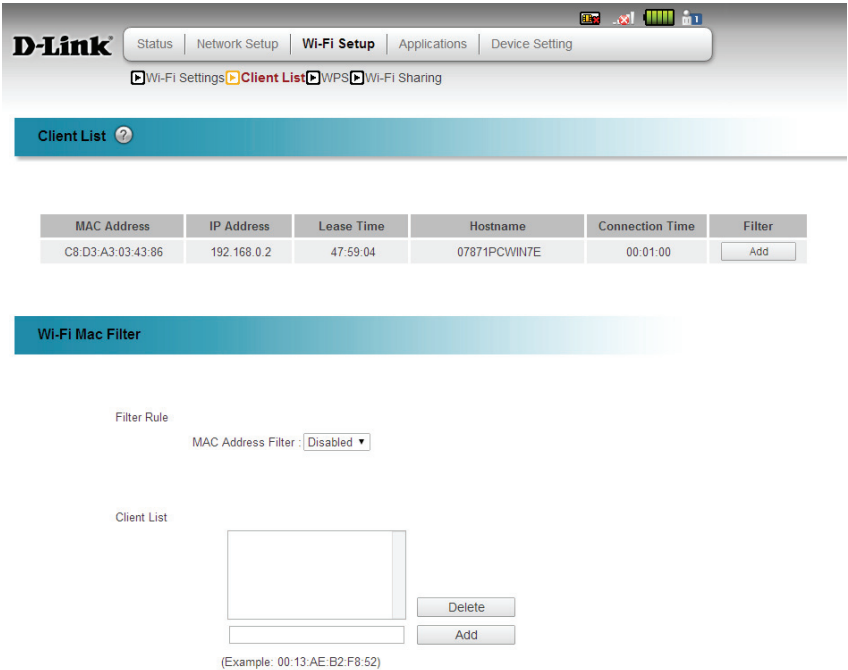 1
D-Link
Status Network Setup Wi-Fi Setup Applications Device Setting
Wi-Fi Settings Client List WPS Wi-Fi Sharing
Client List ?
MAC Address IP Address Lease Time Hostname Connection Time Filter
C8:D3:A3:03:43:86 192.168.0.2 47:59:04 07871PCWIN7E 00:01:00 Add
Wi-Fi Mac Filter
Filter Rule
MAC Address Filter : Disabled
Client List
Delete
Add
(Example: 00:13:AE:B2:F8:52)